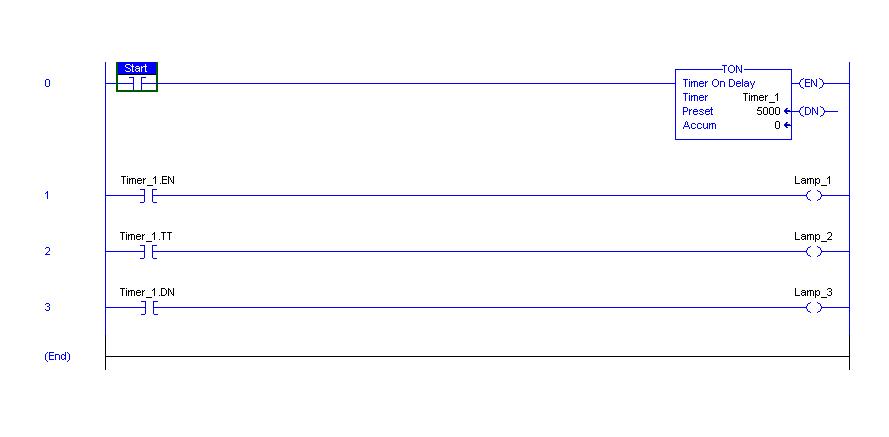 Start
0
TON
Timer On Delay
Timer Timer_1
Preset 5000
Accum 0
EN
DN
Timer_1.EN
Lamp_1
1
Timer_1.TT
Lamp_2
2
Timer_1.DN
Lamp_3
3
(End)